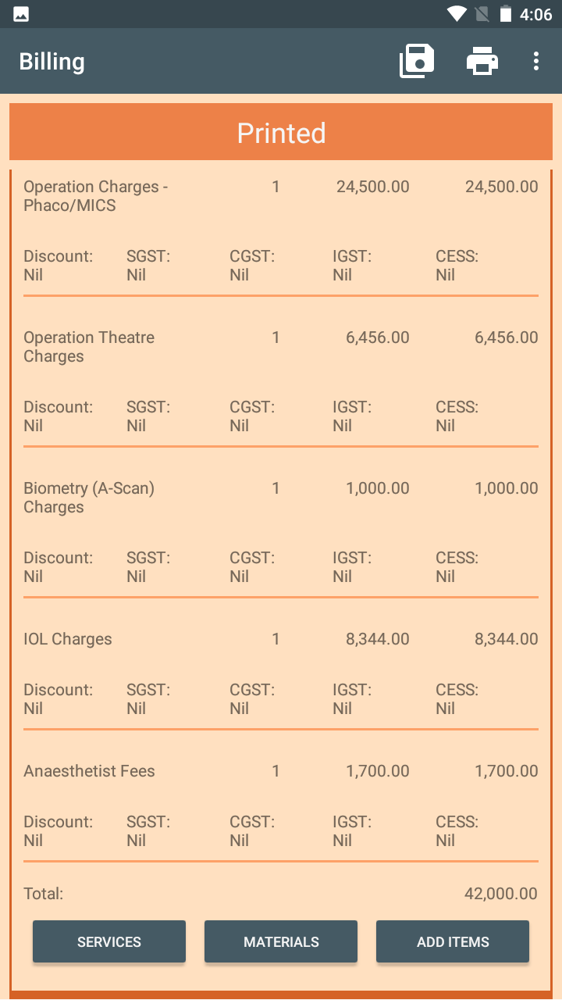 4:06
Billing
Printed
Operation Charges - 1 24,500.00 24,500.00
Phaco/MICS
Discount: SGST: CGST: IGST: CESS:
Nil Nil Nil Nil Nil
Operation Theatre 1 6,456.00 6,456.00
Charges
Discount: SGST: CGST: IGST: CESS:
Nil Nil Nil Nil Nil
Biometry (A-Scan) 1 1,000.00 1,000.00
Charges
Discount: SGST: CGST: IGST: CESS:
Nil Nil Nil Nil Nil
IOL Charges 1 8,344.00 8,344.00
Discount: SGST: CGST: IGST: CESS:
Nil Nil Nil Nil Nil
Anaesthetist Fees 1 1,700.00 1,700.00
Discount: SGST: CGST: IGST: CESS:
Nil Nil Nil Nil Nil
Total: 42,000.00
SERVICES MATERIALS ADD ITEMS